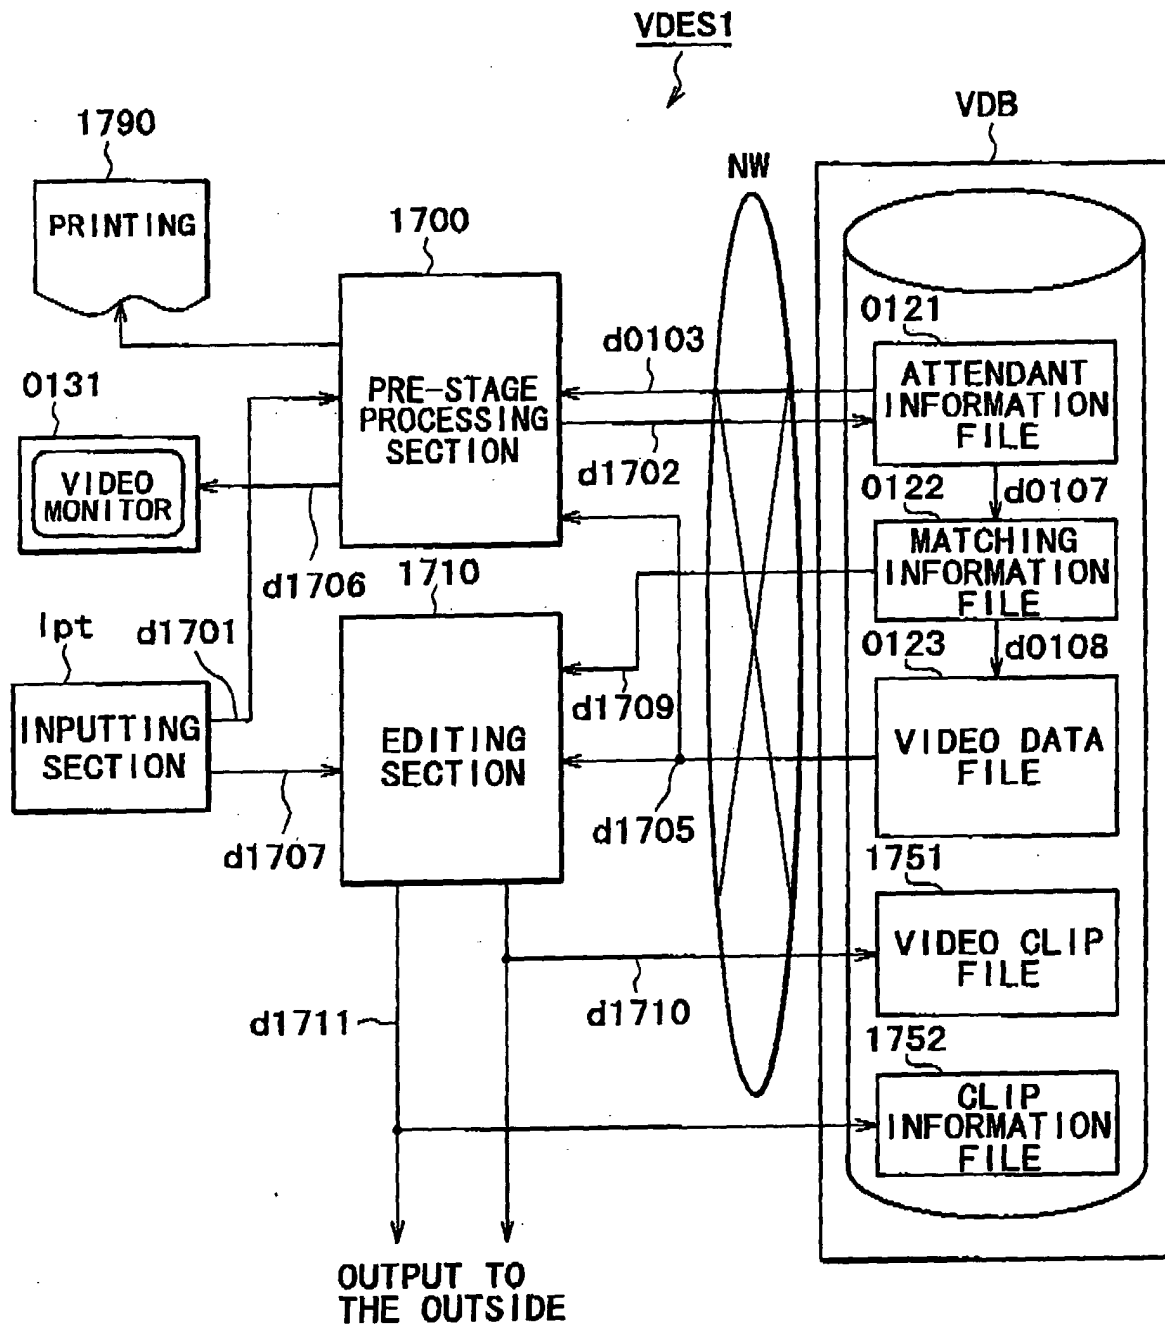 VDES1
1790
VDB
NW
PRINTING
1700
0121
d0103
ATTENDANT
INFORMATION
FILE
0131
PRE-STAGE
PROCESSING
SECTION
VIDEO
MONITOR
d1702
0122
d0107
MATCHING
INFORMATION
FILE
d1706
1710
Ipt
d1701
0123
d0108
d1709
INPUTTING
SECTION
EDITING
SECTION
VIDEO DATA
FILE
d1707
d1705
1751
VIDEO CLIP
FILE
d1711
d1710
1752
CLIP
INFORMATION
FILE
OUTPUT TO
THE OUTSIDE